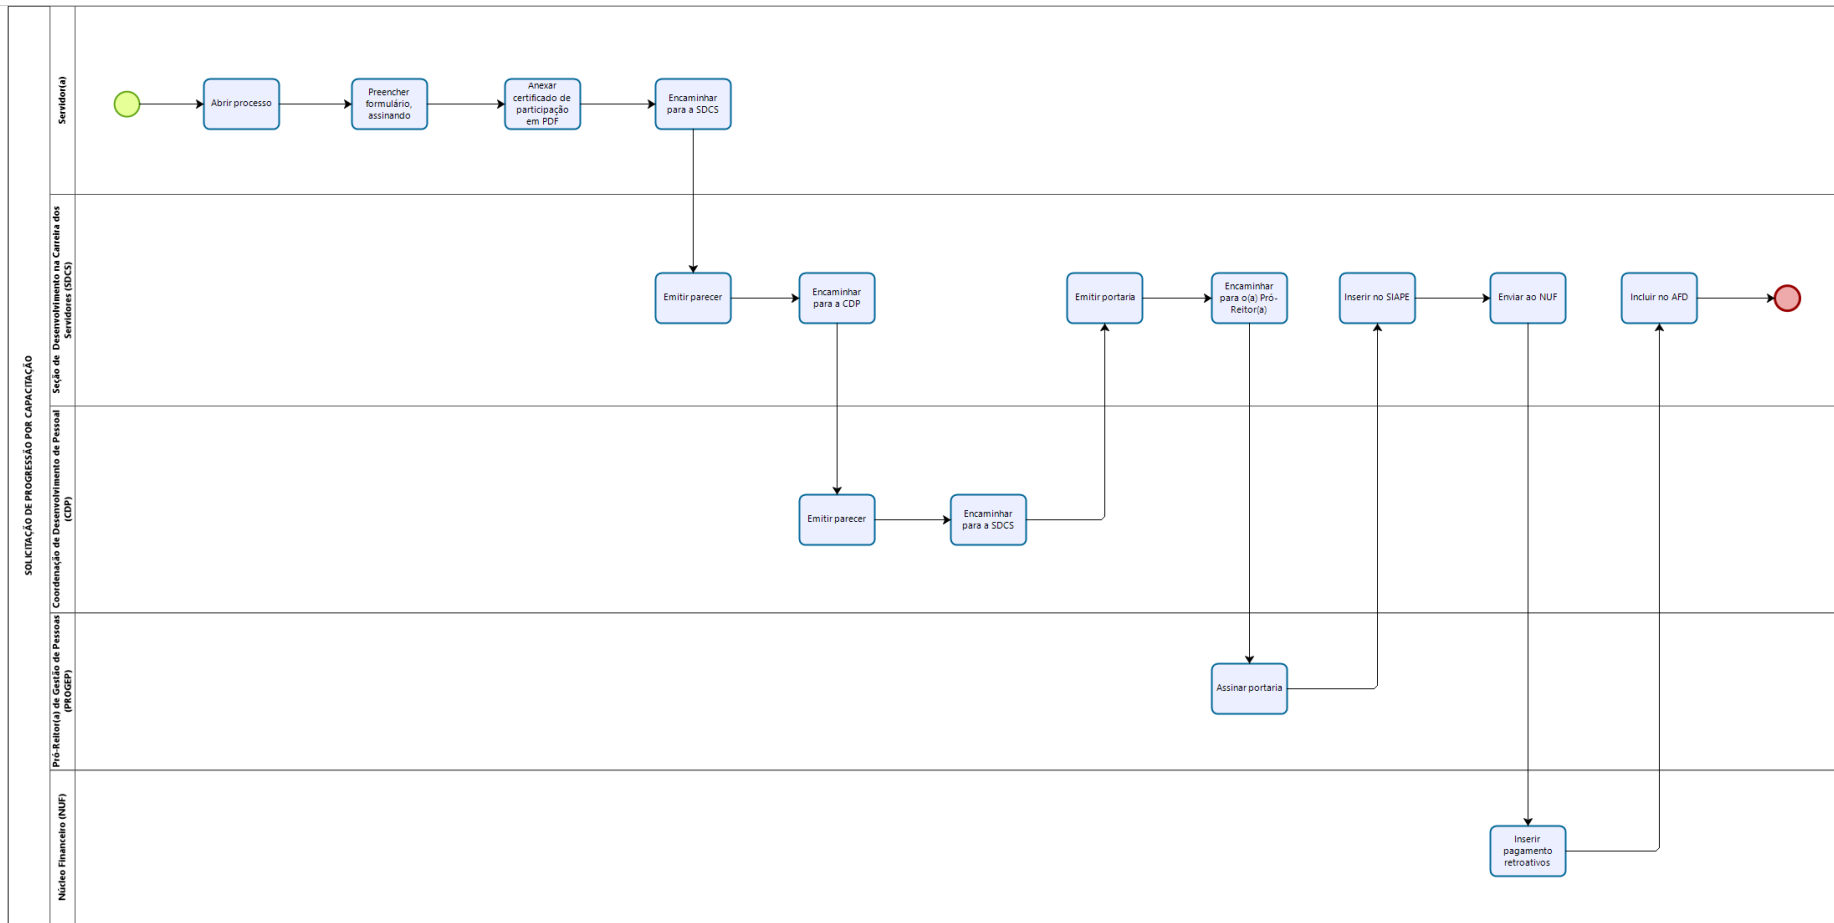 SOLICITAÇÃO DE PROGRESSÃO POR CAPACITAÇÃO
Servidor(a)
Abrir processo
Preencher
formulário,
assinando
Anexar
certificado de
participação
em PDF
Encaminhar
para a SDCS
Seção de Desenvolvimento na Carreira dos
Servidores (SDCS)
Emitir parecer
Encaminhar
para a CDP
Emitir portaria
Encaminhar
para o(a) Pró-
Reitor(a)
Inserir no SIAPE
Enviar ao NUF
Incluir no AFD
Coordenação de Desenvolvimento de Pessoal
(CDP)
Emitir parecer
Encaminhar
para a SDCS
Pró-Reitor(a) de Gestão de Pessoas
(PROGEP)
Assinar portaria
Núcleo Financeiro (NUF)
Inserir
pagamento
retroativos